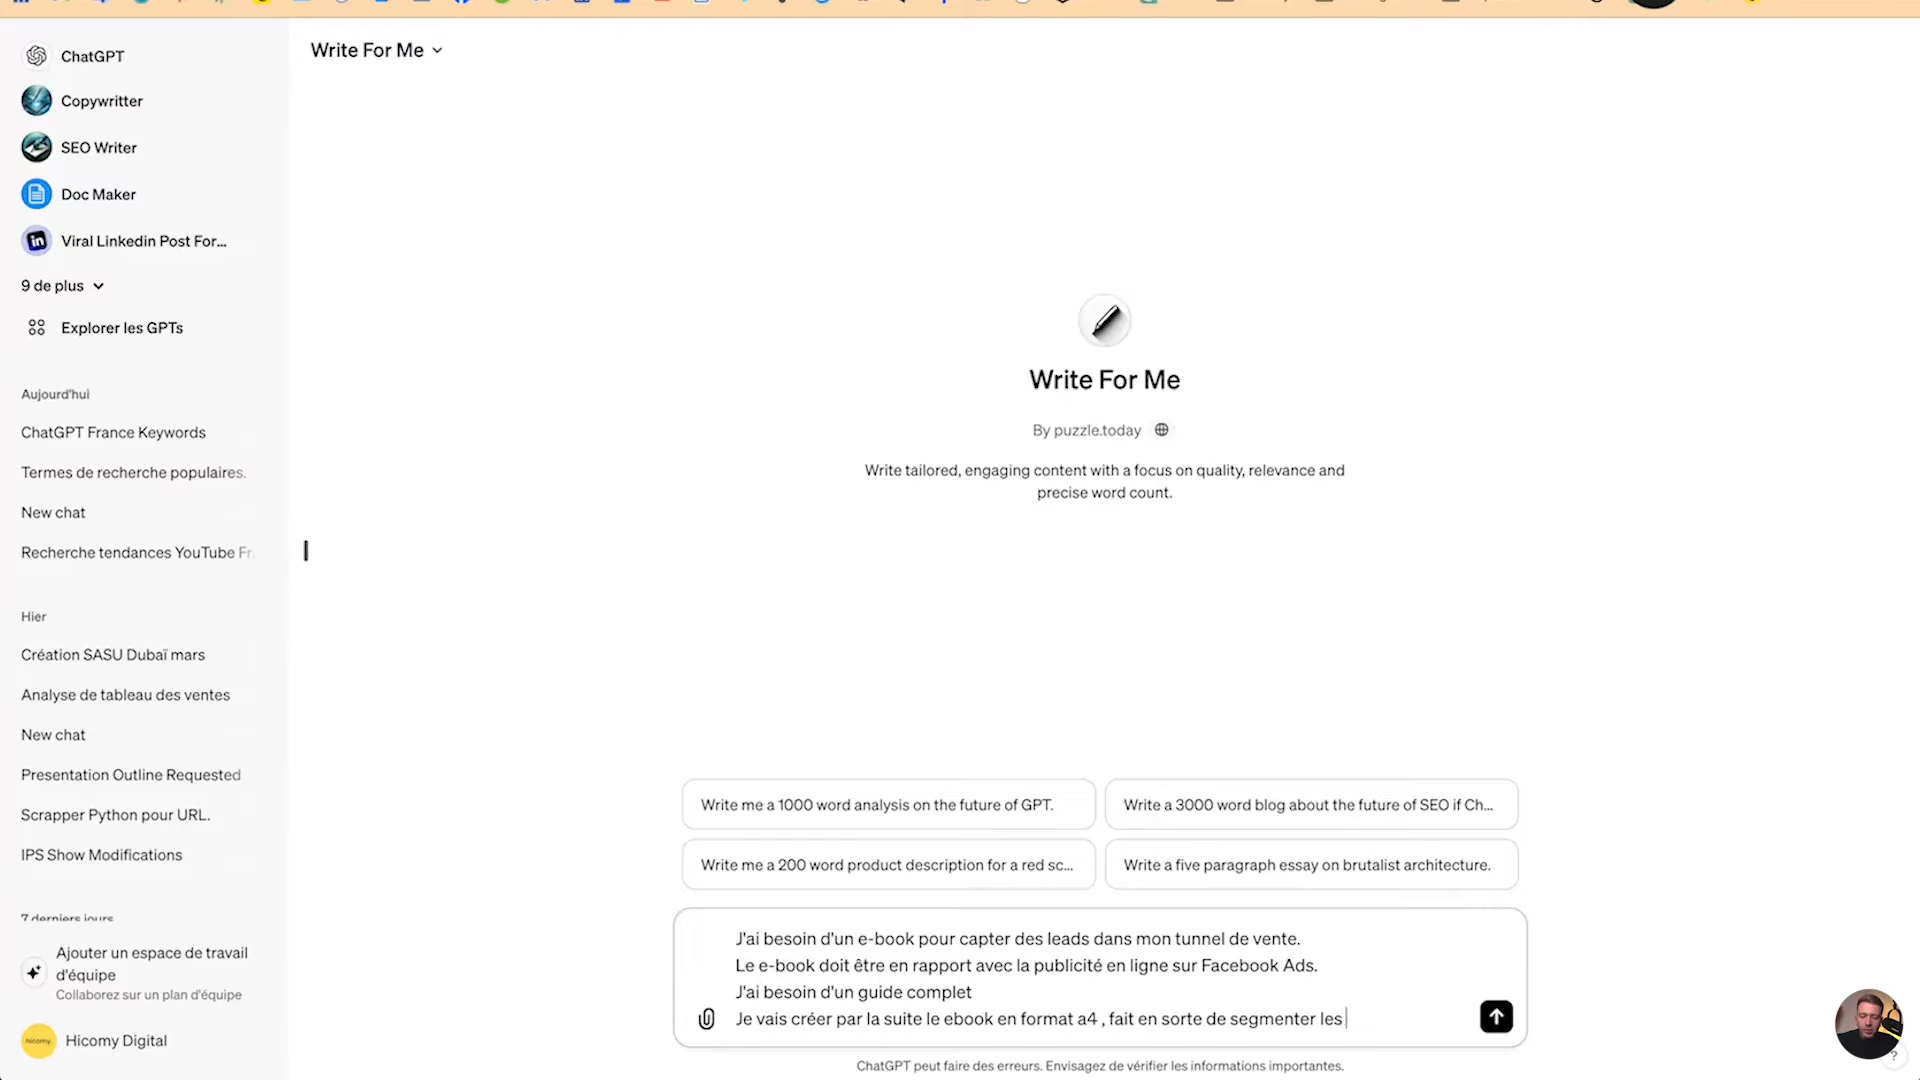 ChatGPT
Copywritter
SEO Writer
Doc Maker
in
Viral Linkedin Post For...
9 de plus
Explorer les GPTs
Aujourd'hui
ChatGPT France Keywords
Termes de recherche populaires.
New chat
Recherche tendances YouTube Fr
Hier
Création SASU Dubaï mars
Analyse de tableau des ventes
New chat
Presentation Outline Requested
Scrapper Python pour URL.
IPS Show Modifications
7 derniers jours
Ajouter un espace de travail
d'équipe
Collaborez sur un plan d'équipe
hicomy.
Hicomy Digital
Write For Me
Write For Me
By puzzle.today
Write tailored, engaging content with a focus on quality, relevance and
precise word count.
Write me a 1000 word analysis on the future of GPT.
Write a 3000 word blog about the future of SEO if Ch...
Write me a 200 word product description for a red sc...
Write a five paragraph essay on brutalist architecture.
J'ai besoin d'un e-book pour capter des leads dans mon tunnel de vente.
Le e-book doit être en rapport avec la publicité en ligne sur Facebook Ads.
J'ai besoin d'un guide complet
Je vais créer par la suite le ebook en format a4 , fait en sorte de segmenter les
ChatGPT peut faire des erreurs. Envisagez de vérifier les informations importantes.
?